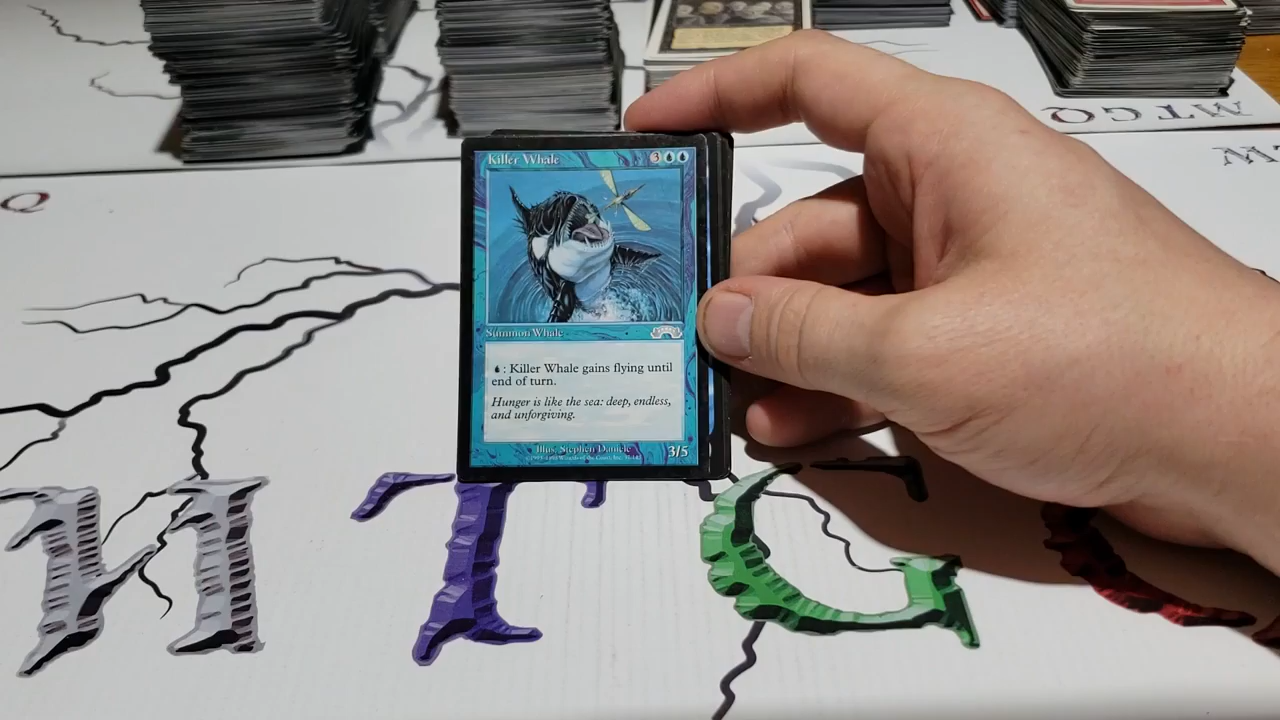 MTGQ
Killer Whale
3
Summon Whale
: Killer Whale gains flying until
end of turn.
Hunger is like the sea: deep, endless,
and unforgiving.
Illus. Stephen Daniele
3/5
MTG